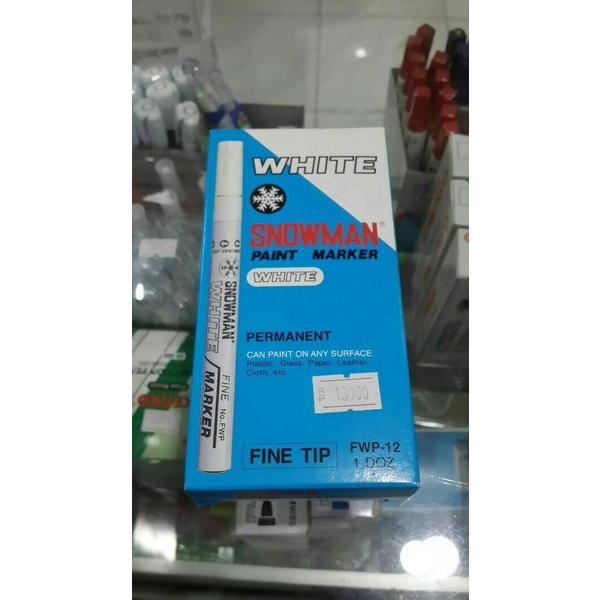 WHITE
SNOWMAN®
PAINT MARKER
WHITE
PERMANENT
CAN PAINT ON ANY SURFACE
Plastic, Glass, Paper, Leather,
Cloth, etc.
13000
FINE TIP
FWP-12
1 DOZ
SNOWMAN
WHITE
MARKER
FINE
No.FWP